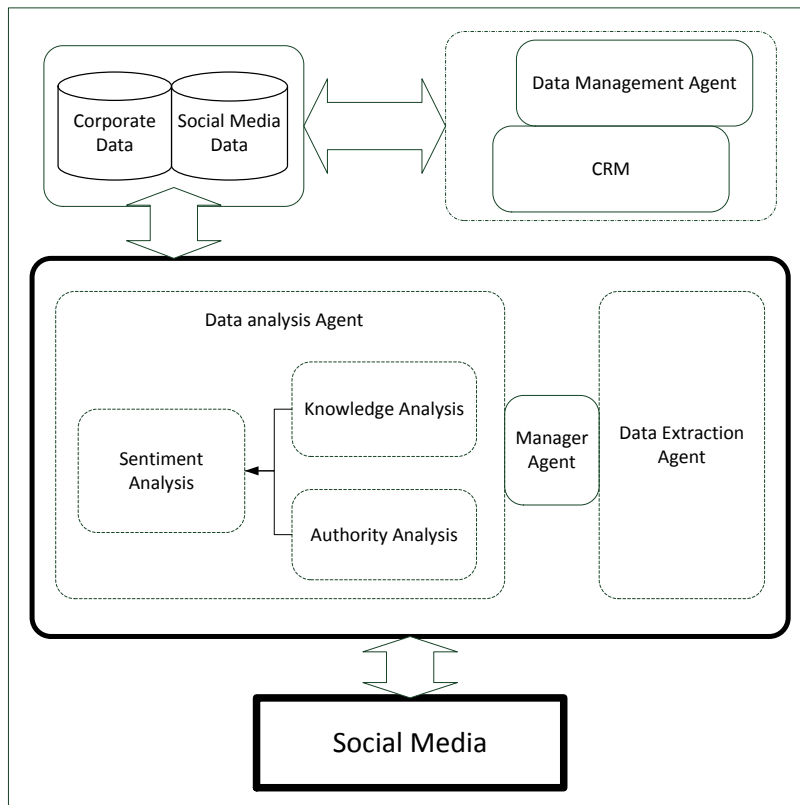 Corporate
Data
Social Media
Data
Data Management Agent
CRM
Data analysis Agent
Knowledge Analysis
Sentiment
Analysis
Authority Analysis
Manager
Agent
Data Extraction
Agent
Social Media